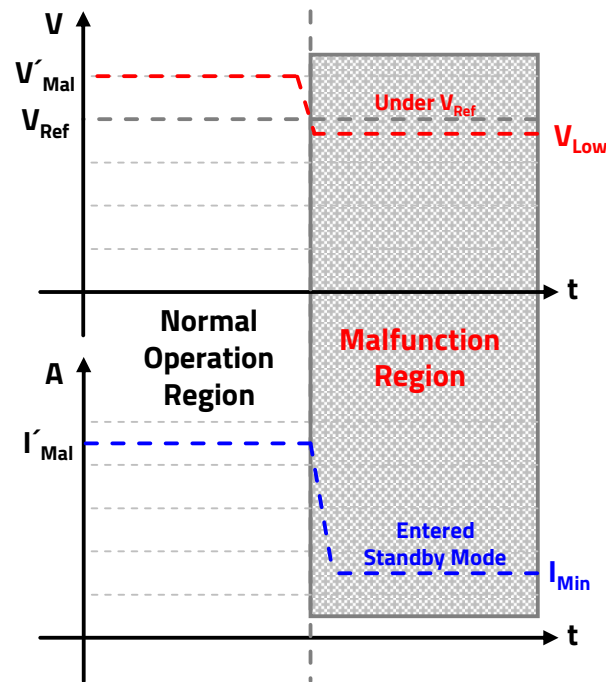 V
V´Mal
VRef
Under VRef
VLow
t
Normal
Operation
Region
Malfunction
Region
A
I´Mal
Entered
Standby Mode
IMin
t